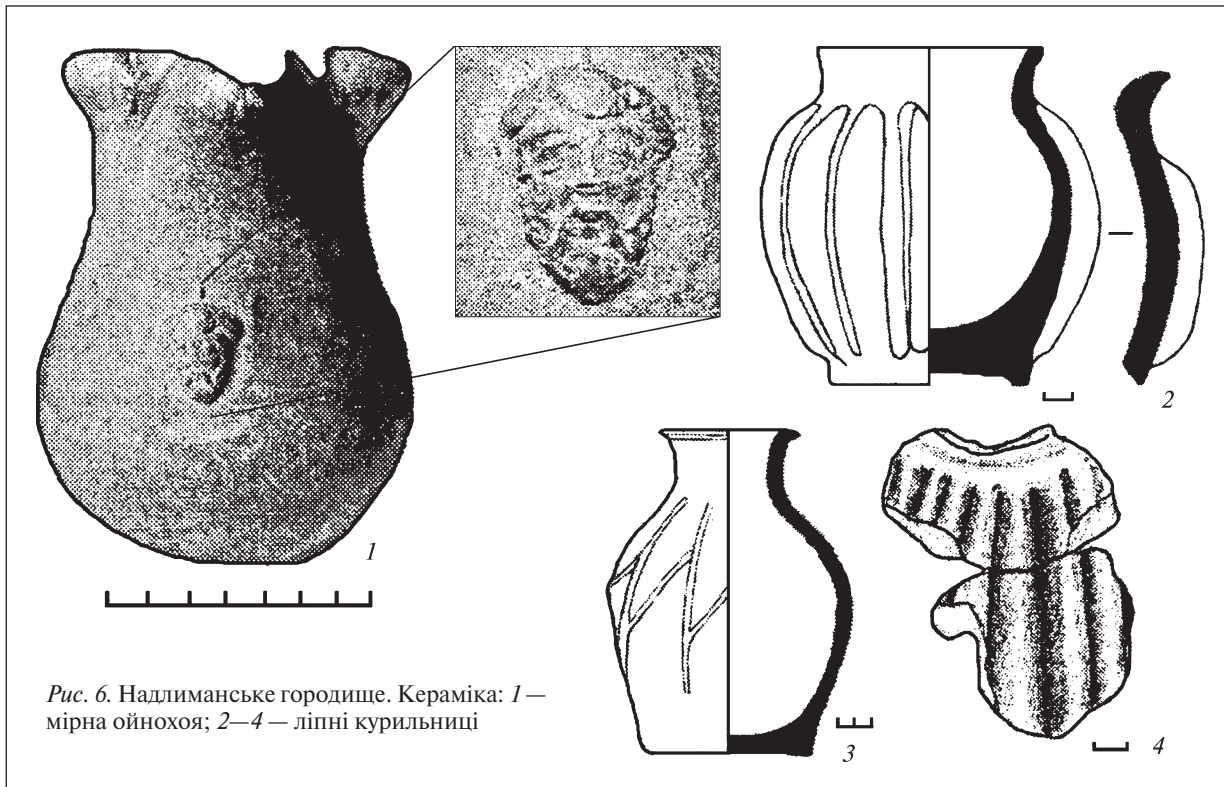 1
2
3
4
Рис. 6. Надлиманське городище. Кераміка: 1 —
мірна ойнохоя; 2—4 — ліпні курильниці